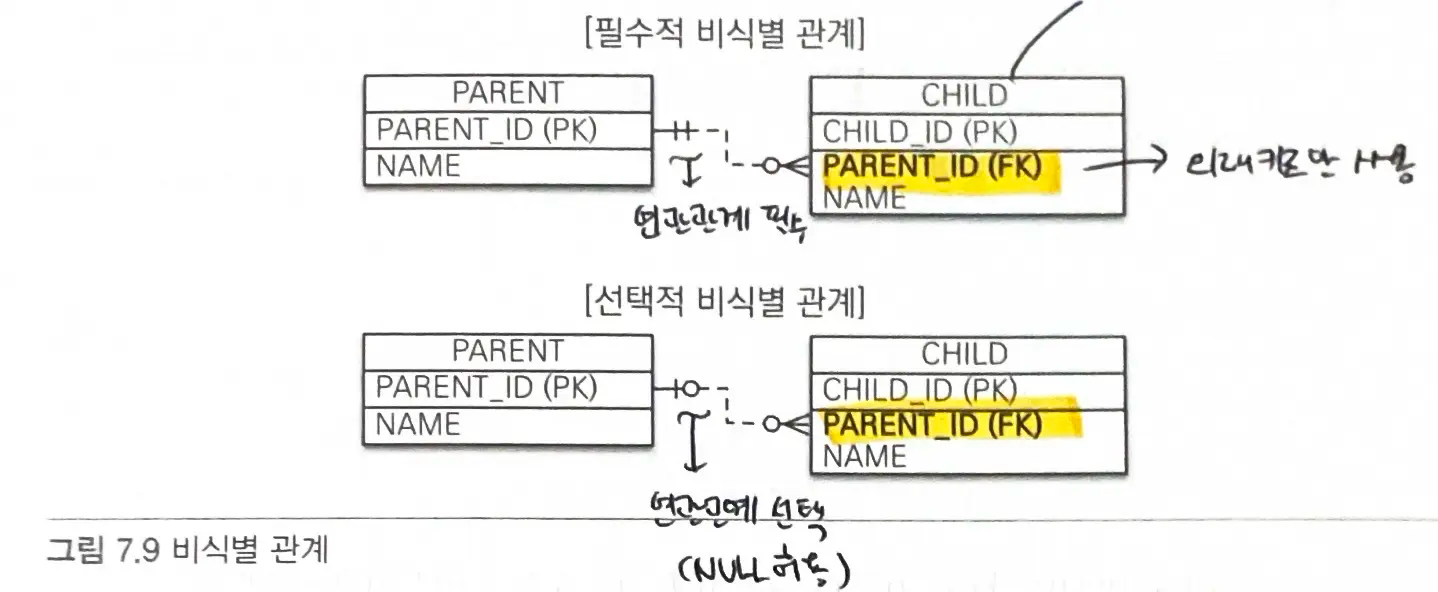 [필수적 비식별 관계]
PARENT
PARENT_ID (PK)
NAME
CHILD
CHILD_ID (PK)
PARENT_ID (FK)
NAME
외래키로만 사용
연관관계 필수
[선택적 비식별 관계]
PARENT
PARENT_ID (PK)
NAME
CHILD
CHILD_ID (PK)
PARENT_ID (FK)
NAME
연관관계 선택
(NULL 허용)
그림 7.9 비식별 관계